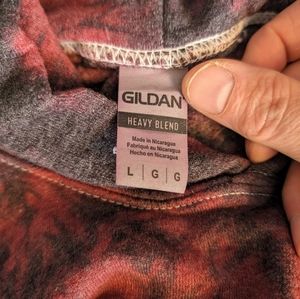 GILDAN
HEAVY BLEND
Made in Nicaragua
Fabriqué au Nicaragua
Hecho en Nicaragua
L | G | G